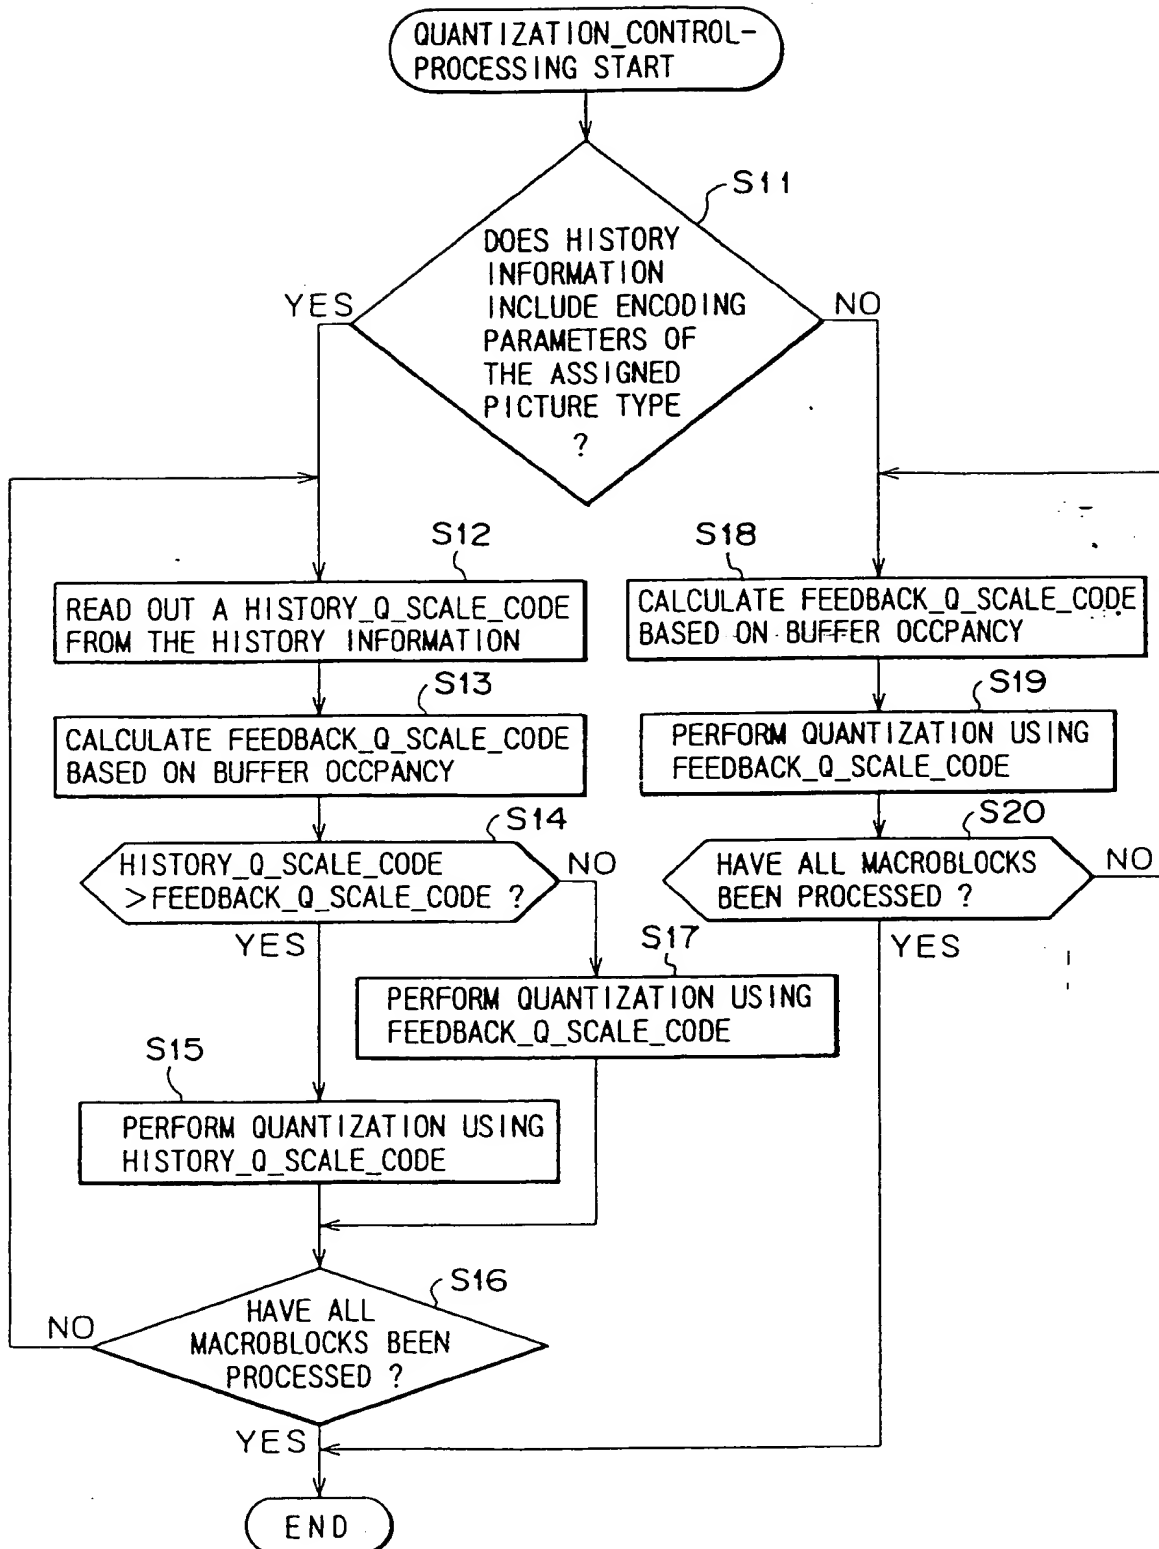 QUANTIZATION_CONTROL-
PROCESSING START
S11
DOES HISTORY
INFORMATION
INCLUDE ENCODING
PARAMETERS OF
THE ASSIGNED
PICTURE TYPE
?
YES
NO
S12
READ OUT A HISTORY_Q_SCALE_CODE
FROM THE HISTORY INFORMATION
S13
CALCULATE FEEDBACK_Q_SCALE_CODE
BASED ON BUFFER OCCPANCY
S14
HISTORY_Q_SCALE_CODE
>FEEDBACK_Q_SCALE_CODE ?
NO
YES
S17
PERFORM QUANTIZATION USING
FEEDBACK_Q_SCALE_CODE
S15
PERFORM QUANTIZATION USING
HISTORY_Q_SCALE_CODE
S16
HAVE ALL
MACROBLOCKS BEEN
PROCESSED ?
NO
YES
S18
CALCULATE FEEDBACK_Q_SCALE_CODE
BASED ON BUFFER OCCPANCY
S19
PERFORM QUANTIZATION USING
FEEDBACK_Q_SCALE_CODE
S20
HAVE ALL MACROBLOCKS
BEEN PROCESSED ?
NO
YES
END